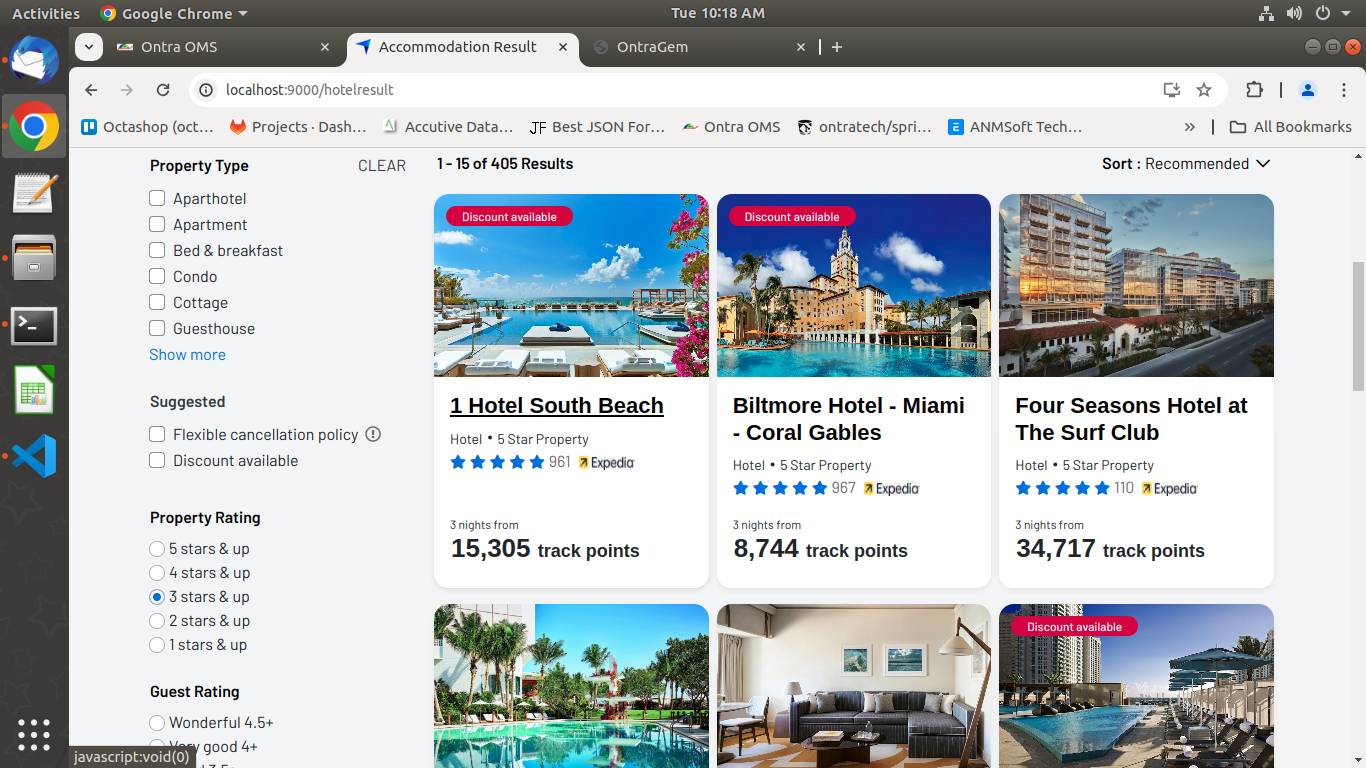 Activities
Google Chrome
Tue 10:18 AM
Ontra OMS
Accommodation Result
OntraGem
localhost:9000/hotelresult
Octashop (oct…
Projects · Dash…
Accutive Data…
Best JSON For…
Ontra OMS
ontratech/spri…
ANMSoft Tech…
All Bookmarks
Property Type
CLEAR
Aparthotel
Apartment
Bed & breakfast
Condo
Cottage
Guesthouse
Show more
Suggested
Flexible cancellation policy
Discount available
Property Rating
5 stars & up
4 stars & up
3 stars & up
2 stars & up
1 stars & up
Guest Rating
Wonderful 4.5+
Very good 4+
javascript:void(0)
1 - 15 of 405 Results
Sort : Recommended
Discount available
1 Hotel South Beach
Hotel • 5 Star Property
961 Expedia
3 nights from
15,305 track points
Discount available
Biltmore Hotel - Miami
- Coral Gables
Hotel • 5 Star Property
967 Expedia
3 nights from
8,744 track points
Four Seasons Hotel at
The Surf Club
Hotel • 5 Star Property
110 Expedia
3 nights from
34,717 track points
Discount available